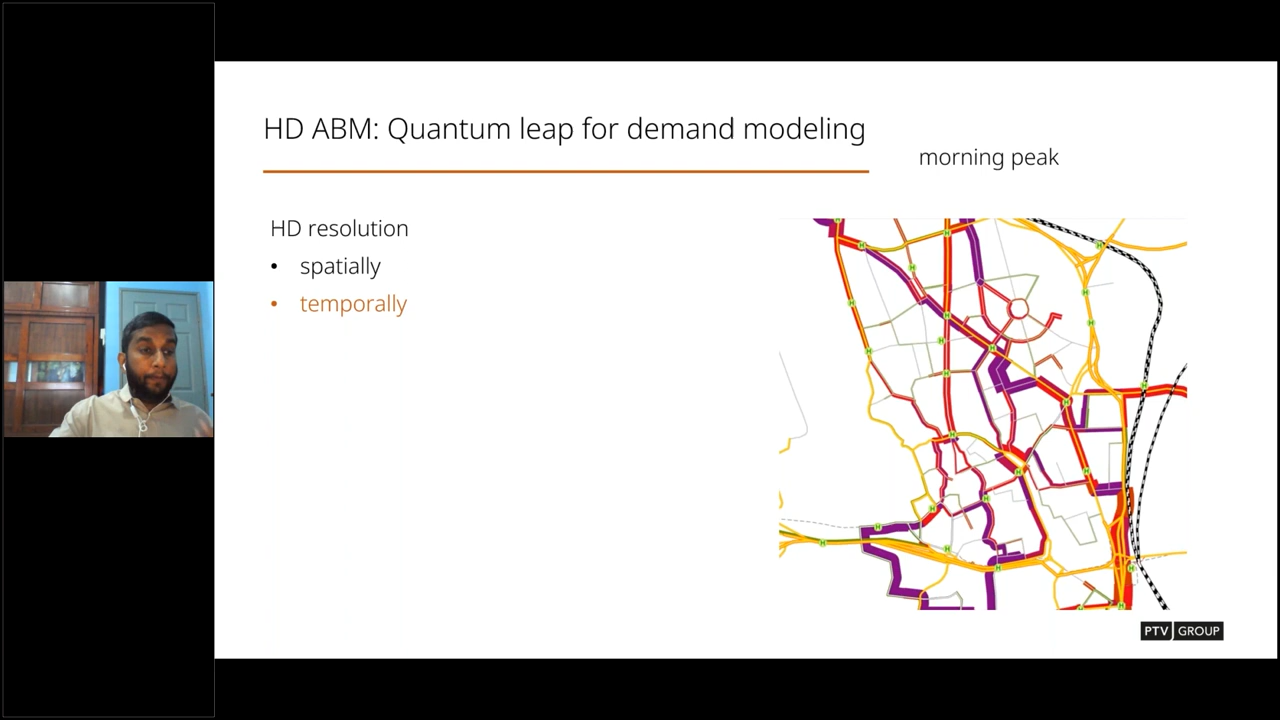 HD ABM: Quantum leap for demand modeling
morning peak
HD resolution
• spatially
• temporally
PTV GROUP